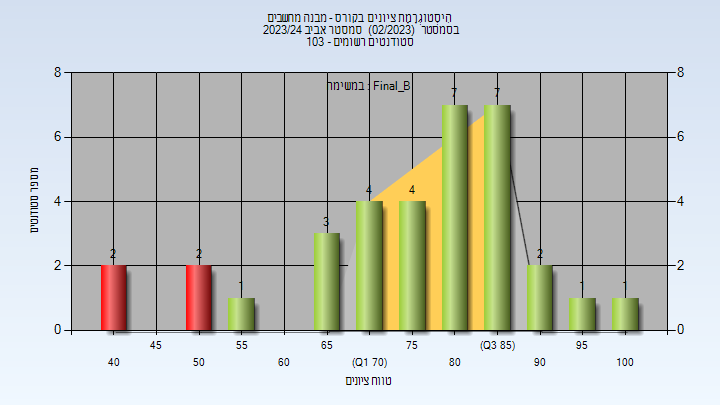 היסטוגרמת ציונים בקורס - מבנה מחשבים
בסמסטר (02/2023) סמסטר אביב 2023/24
סטודנטים רשומים - 103
במשימה : Final_B
מספר סטודנטים
8 8
6 6
4 4
2 2
0 0
2 2 1 3 4 4 7 7 2 1 1
45 55 65 75 (Q3 85) 95
40 50 60 (Q1 70) 80 90 100
טווח ציונים